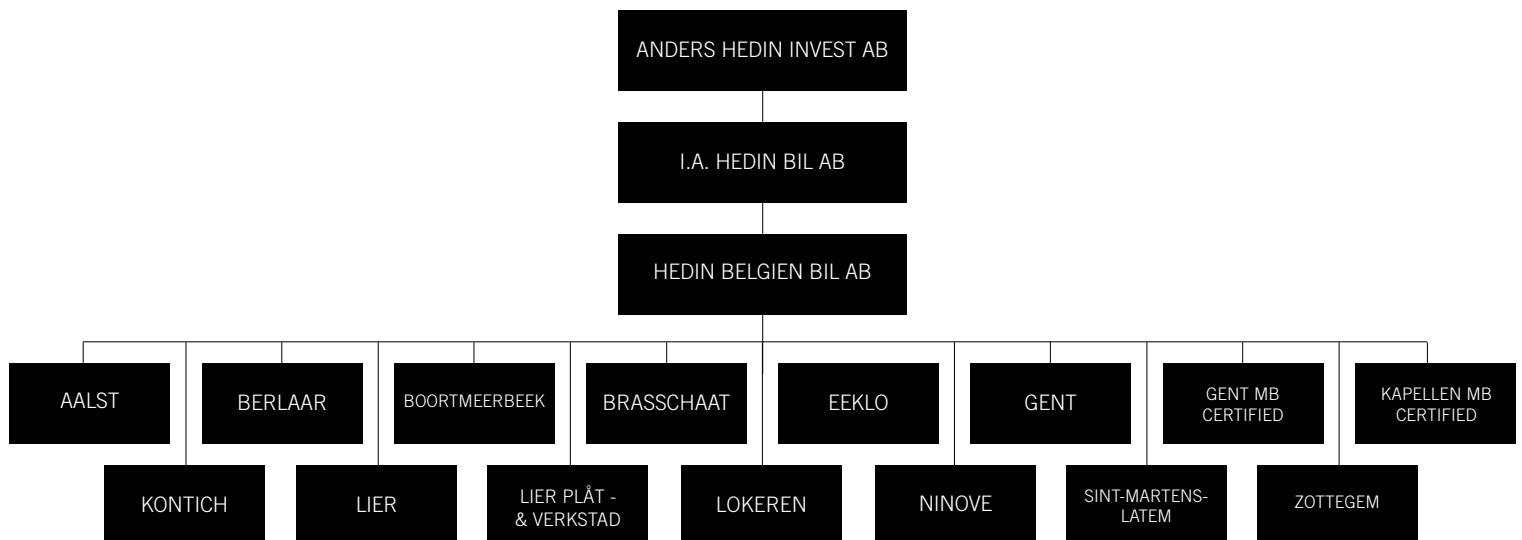 ANDERS HEDIN INVEST AB
I.A. HEDIN BIL AB
HEDIN BELGIEN BIL AB
AALST
BERLAAR
BOORTMEERBEEK
BRASSCHAAT
EEKLO
GENT
GENT MB
CERTIFIED
KAPELLEN MB
CERTIFIED
KONTICH
LIER
LIER PLÅT -
& VERKSTAD
LOKEREN
NINOVE
SINT-MARTENS-
LATEM
ZOTTEGEM